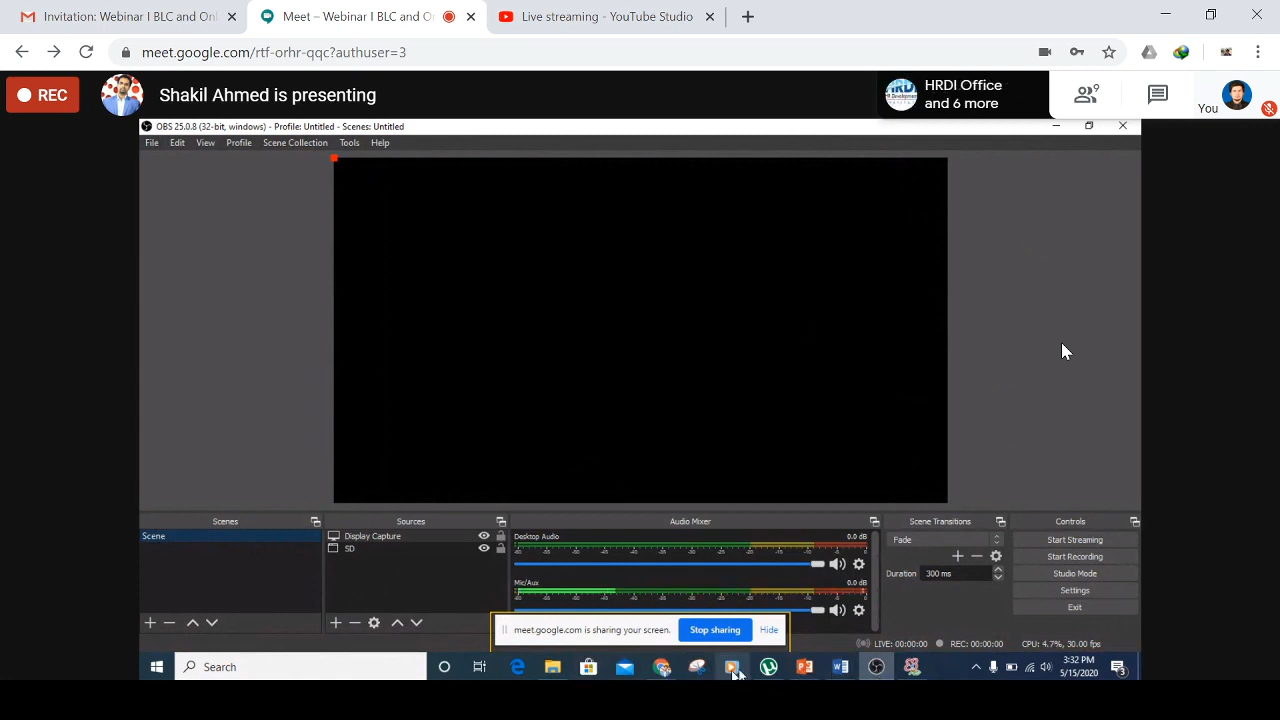 Invitation: Webinar I BLC and Onl
Meet – Webinar I BLC and O
Live streaming - YouTube Studio
meet.google.com/rtf-orhr-qqc?authuser=3
REC
Shakil Ahmed is presenting
HRDI Office
and 6 more
9
You
OBS 25.0.8 (32-bit, windows) - Profile: Untitled - Scenes: Untitled
File Edit View Profile Scene Collection Tools Help
Scenes
Sources
Audio Mixer
Scene Transitions
Controls
Scene
Display Capture
SD
Desktop Audio 0.0 dB
Mic/Aux 0.0 dB
Fade
Duration 300 ms
Start Streaming
Start Recording
Studio Mode
Settings
Exit
meet.google.com is sharing your screen. Stop sharing Hide
LIVE: 00:00:00 REC: 00:00:00 CPU: 4.7%, 30.00 fps
Search
3:32 PM
5/15/2020
3